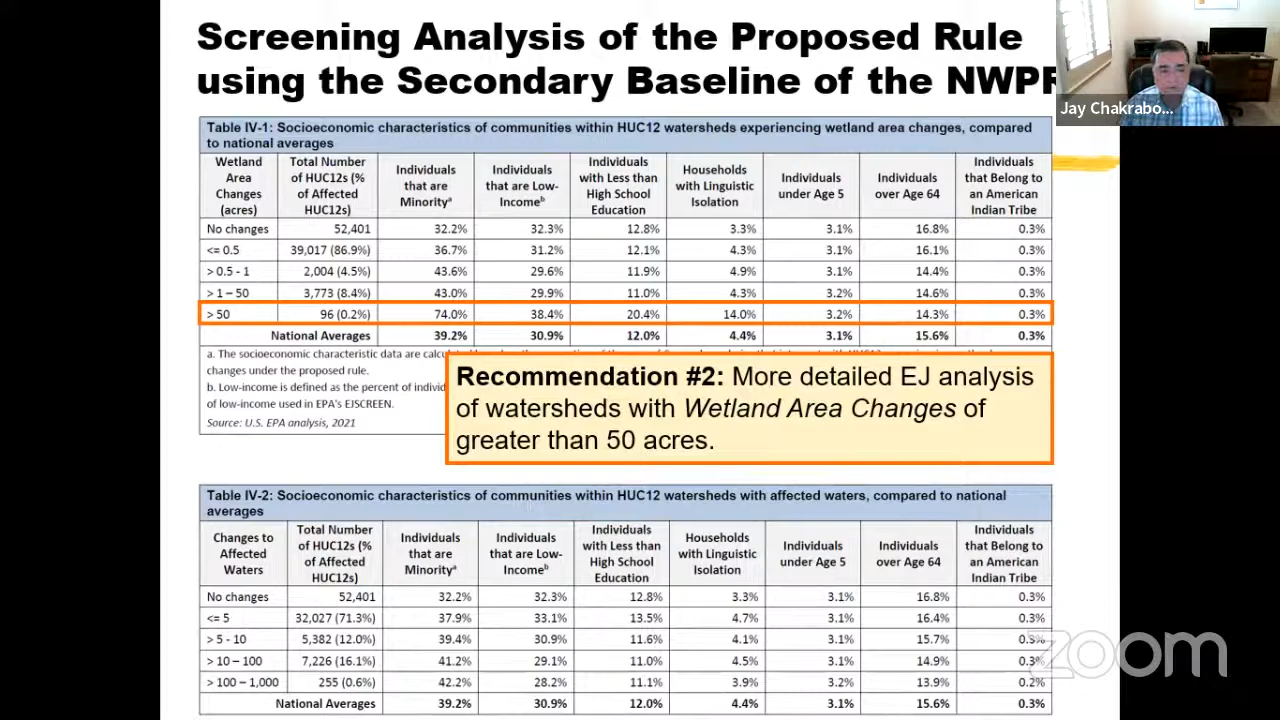 Screening Analysis of the Proposed Rule
using the Secondary Baseline of the NWPR
Jay Chakrabo...
Table IV-1: Socioeconomic characteristics of communities within HUC12 watersheds experiencing wetland area changes, compared
to national averages
Wetland Area Changes (acres) Total Number of HUC12s (% of Affected HUC12s) Individuals that are Minorityᵃ Individuals that are Low-Incomeᵇ Individuals with Less than High School Education Households with Linguistic Isolation Individuals under Age 5 Individuals over Age 64 Individuals that Belong to an American Indian Tribe
No changes 52,401 32.2% 32.3% 12.8% 3.3% 3.1% 16.8% 0.3%
<= 0.5 39,017 (86.9%) 36.7% 31.2% 12.1% 4.3% 3.1% 16.1% 0.3%
> 0.5 - 1 2,004 (4.5%) 43.6% 29.6% 11.9% 4.9% 3.1% 14.4% 0.3%
> 1 – 50 3,773 (8.4%) 43.0% 29.9% 11.0% 4.3% 3.2% 14.6% 0.3%
> 50 96 (0.2%) 74.0% 38.4% 20.4% 14.0% 3.2% 14.3% 0.3%
National Averages 39.2% 30.9% 12.0% 4.4% 3.1% 15.6% 0.3%
a. The socioeconomic characteristic data are
changes under the proposed rule.
b. Low-income is defined as the percent of
of low-income used in EPA's EJSCREEN.
Source: U.S. EPA analysis, 2021
Recommendation #2: More detailed EJ analysis
of watersheds with Wetland Area Changes of
greater than 50 acres.
Table IV-2: Socioeconomic characteristics of communities within HUC12 watersheds with affected waters, compared to national
averages
Changes to Affected Waters Total Number of HUC12s (% of Affected HUC12s) Individuals that are Minorityᵃ Individuals that are Low-Incomeᵇ Individuals with Less than High School Education Households with Linguistic Isolation Individuals under Age 5 Individuals over Age 64 Individuals that Belong to an American Indian Tribe
No changes 52,401 32.2% 32.3% 12.8% 3.3% 3.1% 16.8% 0.3%
<= 5 32,027 (71.3%) 37.9% 33.1% 13.5% 4.7% 3.1% 16.4% 0.3%
> 5 - 10 5,382 (12.0%) 39.4% 30.9% 11.6% 4.1% 3.1% 15.7% 0.3%
> 10 – 100 7,226 (16.1%) 41.2% 29.1% 11.0% 4.5% 3.1% 14.9% 0.3%
> 100 – 1,000 255 (0.6%) 42.2% 28.2% 11.1% 3.9% 3.2% 13.9% 0.2%
National Averages 39.2% 30.9% 12.0% 4.4% 3.1% 15.6% 0.3%
zoom